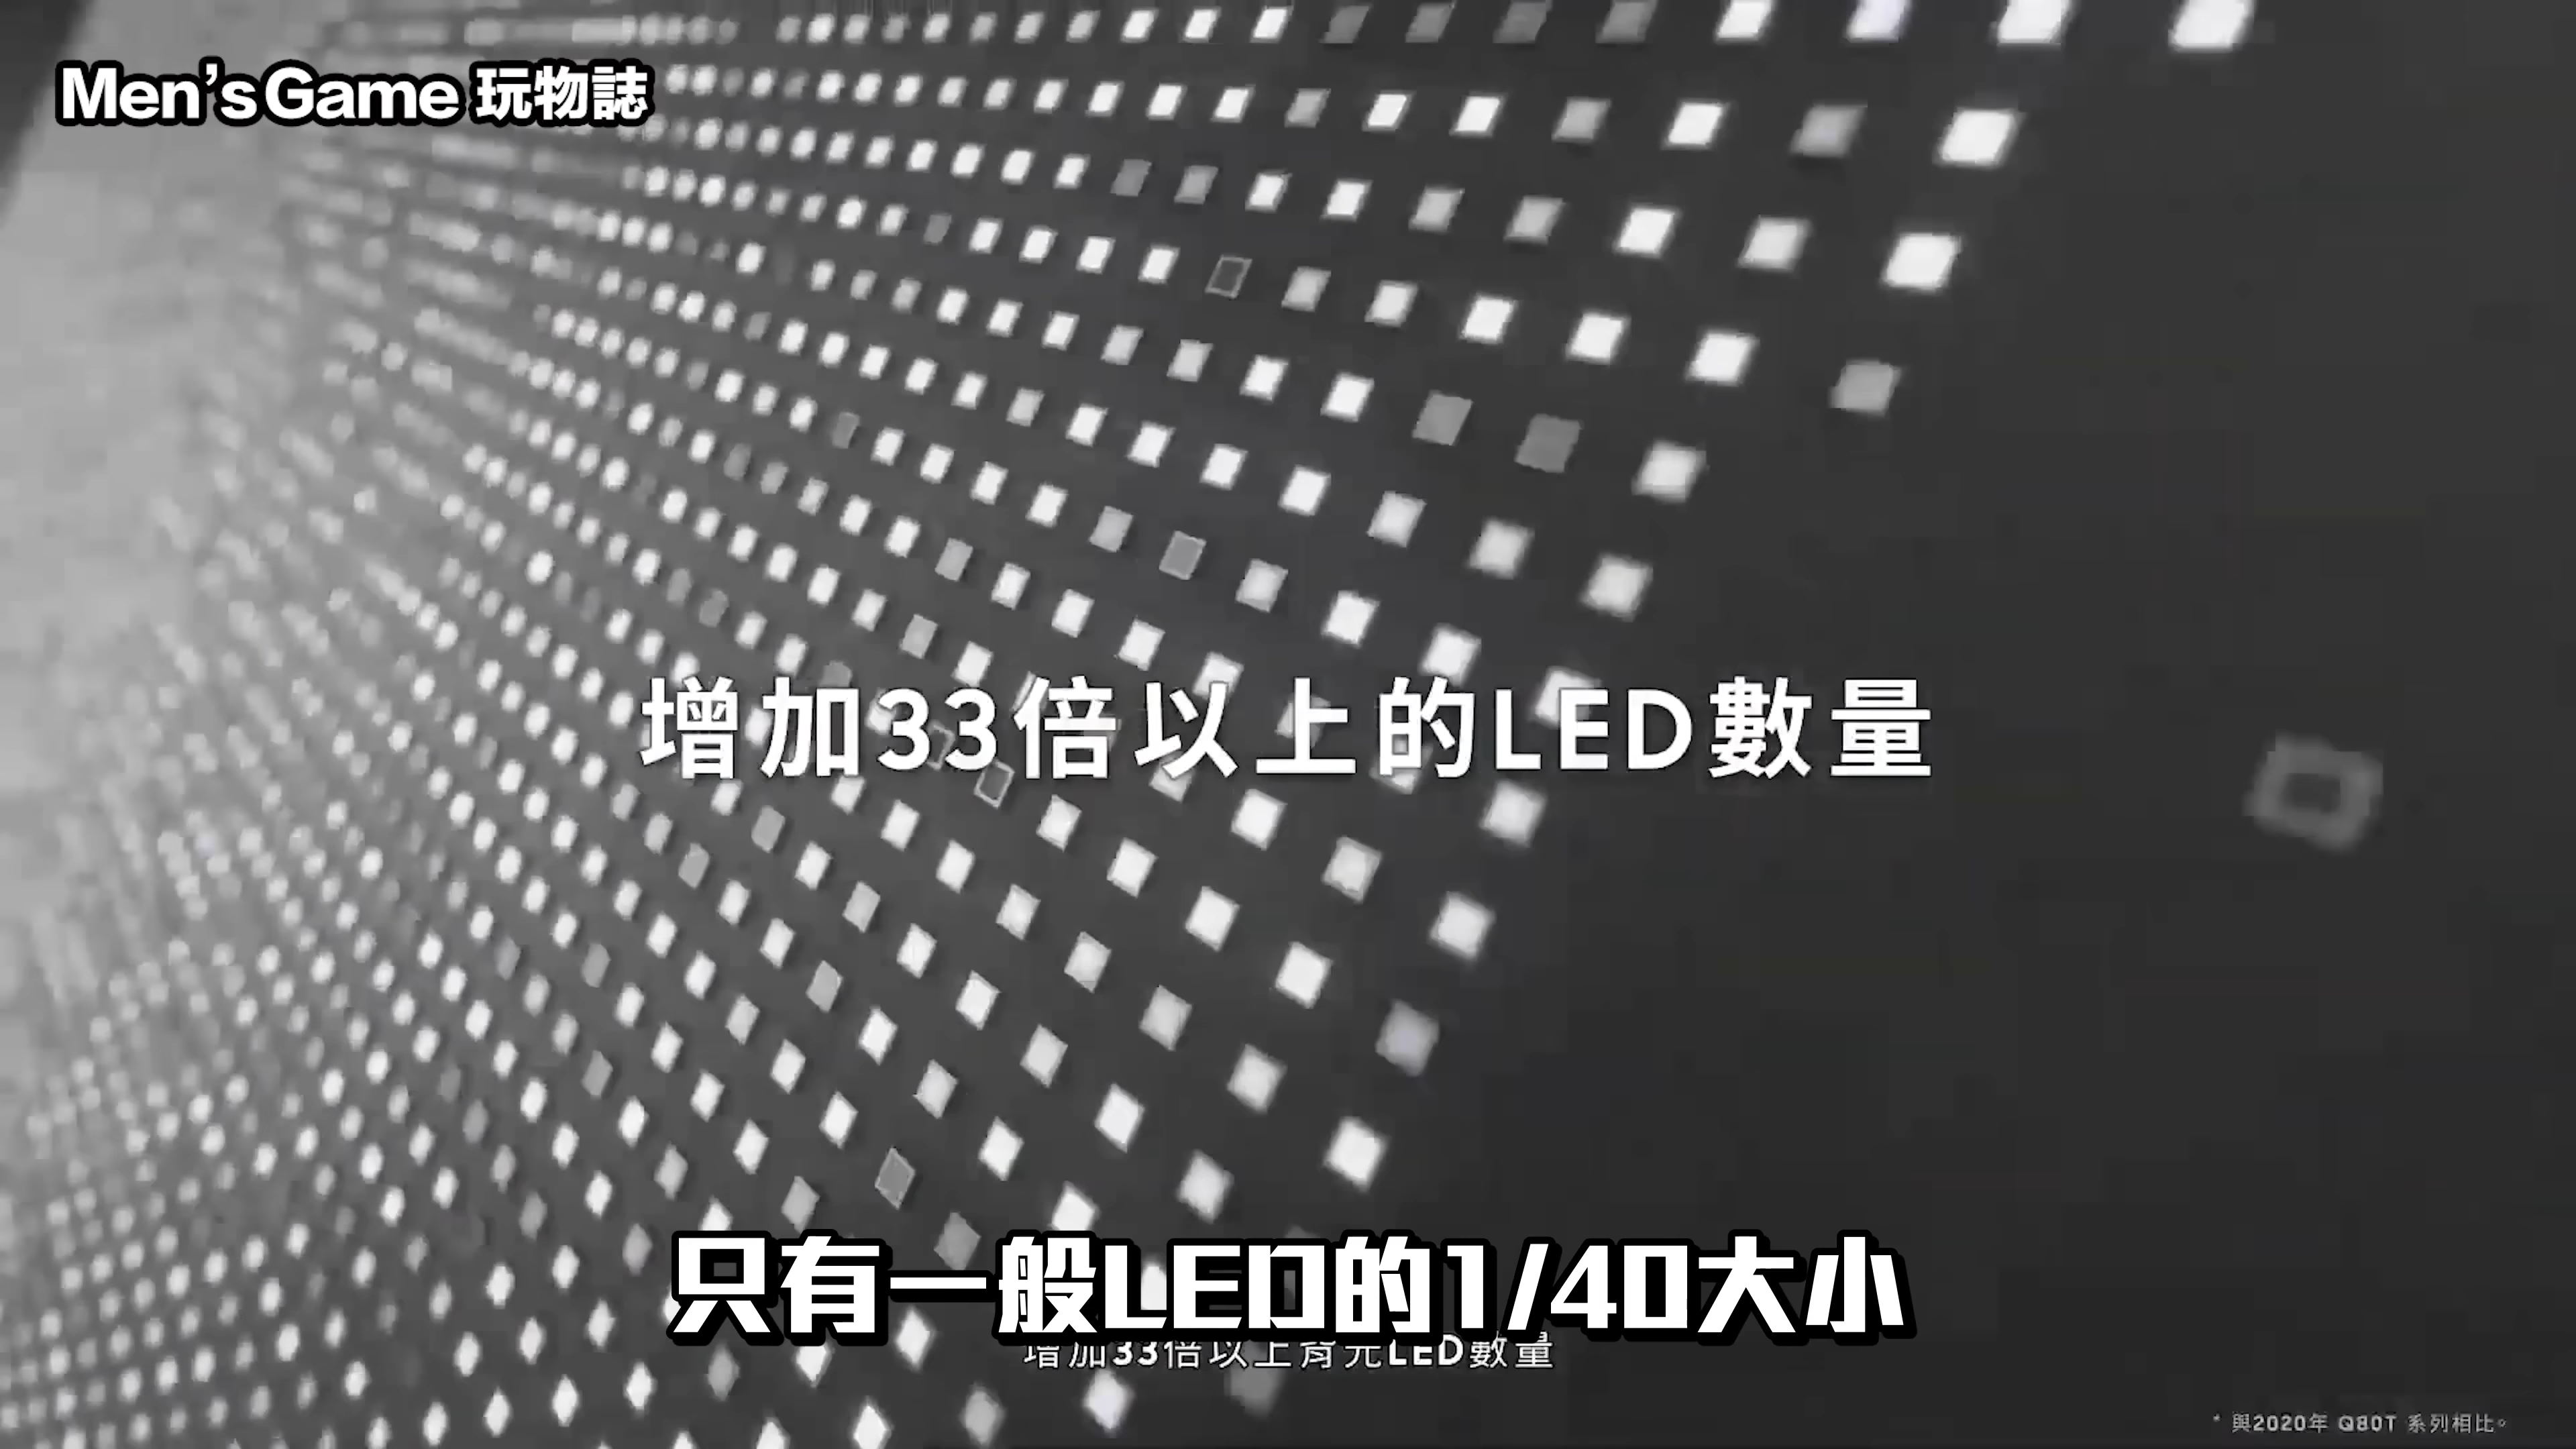 Men'sGame 玩物誌
增加33倍以上的LED數量
只有一般LED的1/40大小
增加33倍以上背光LED數量
* 與2020年 Q80T 系列相比。